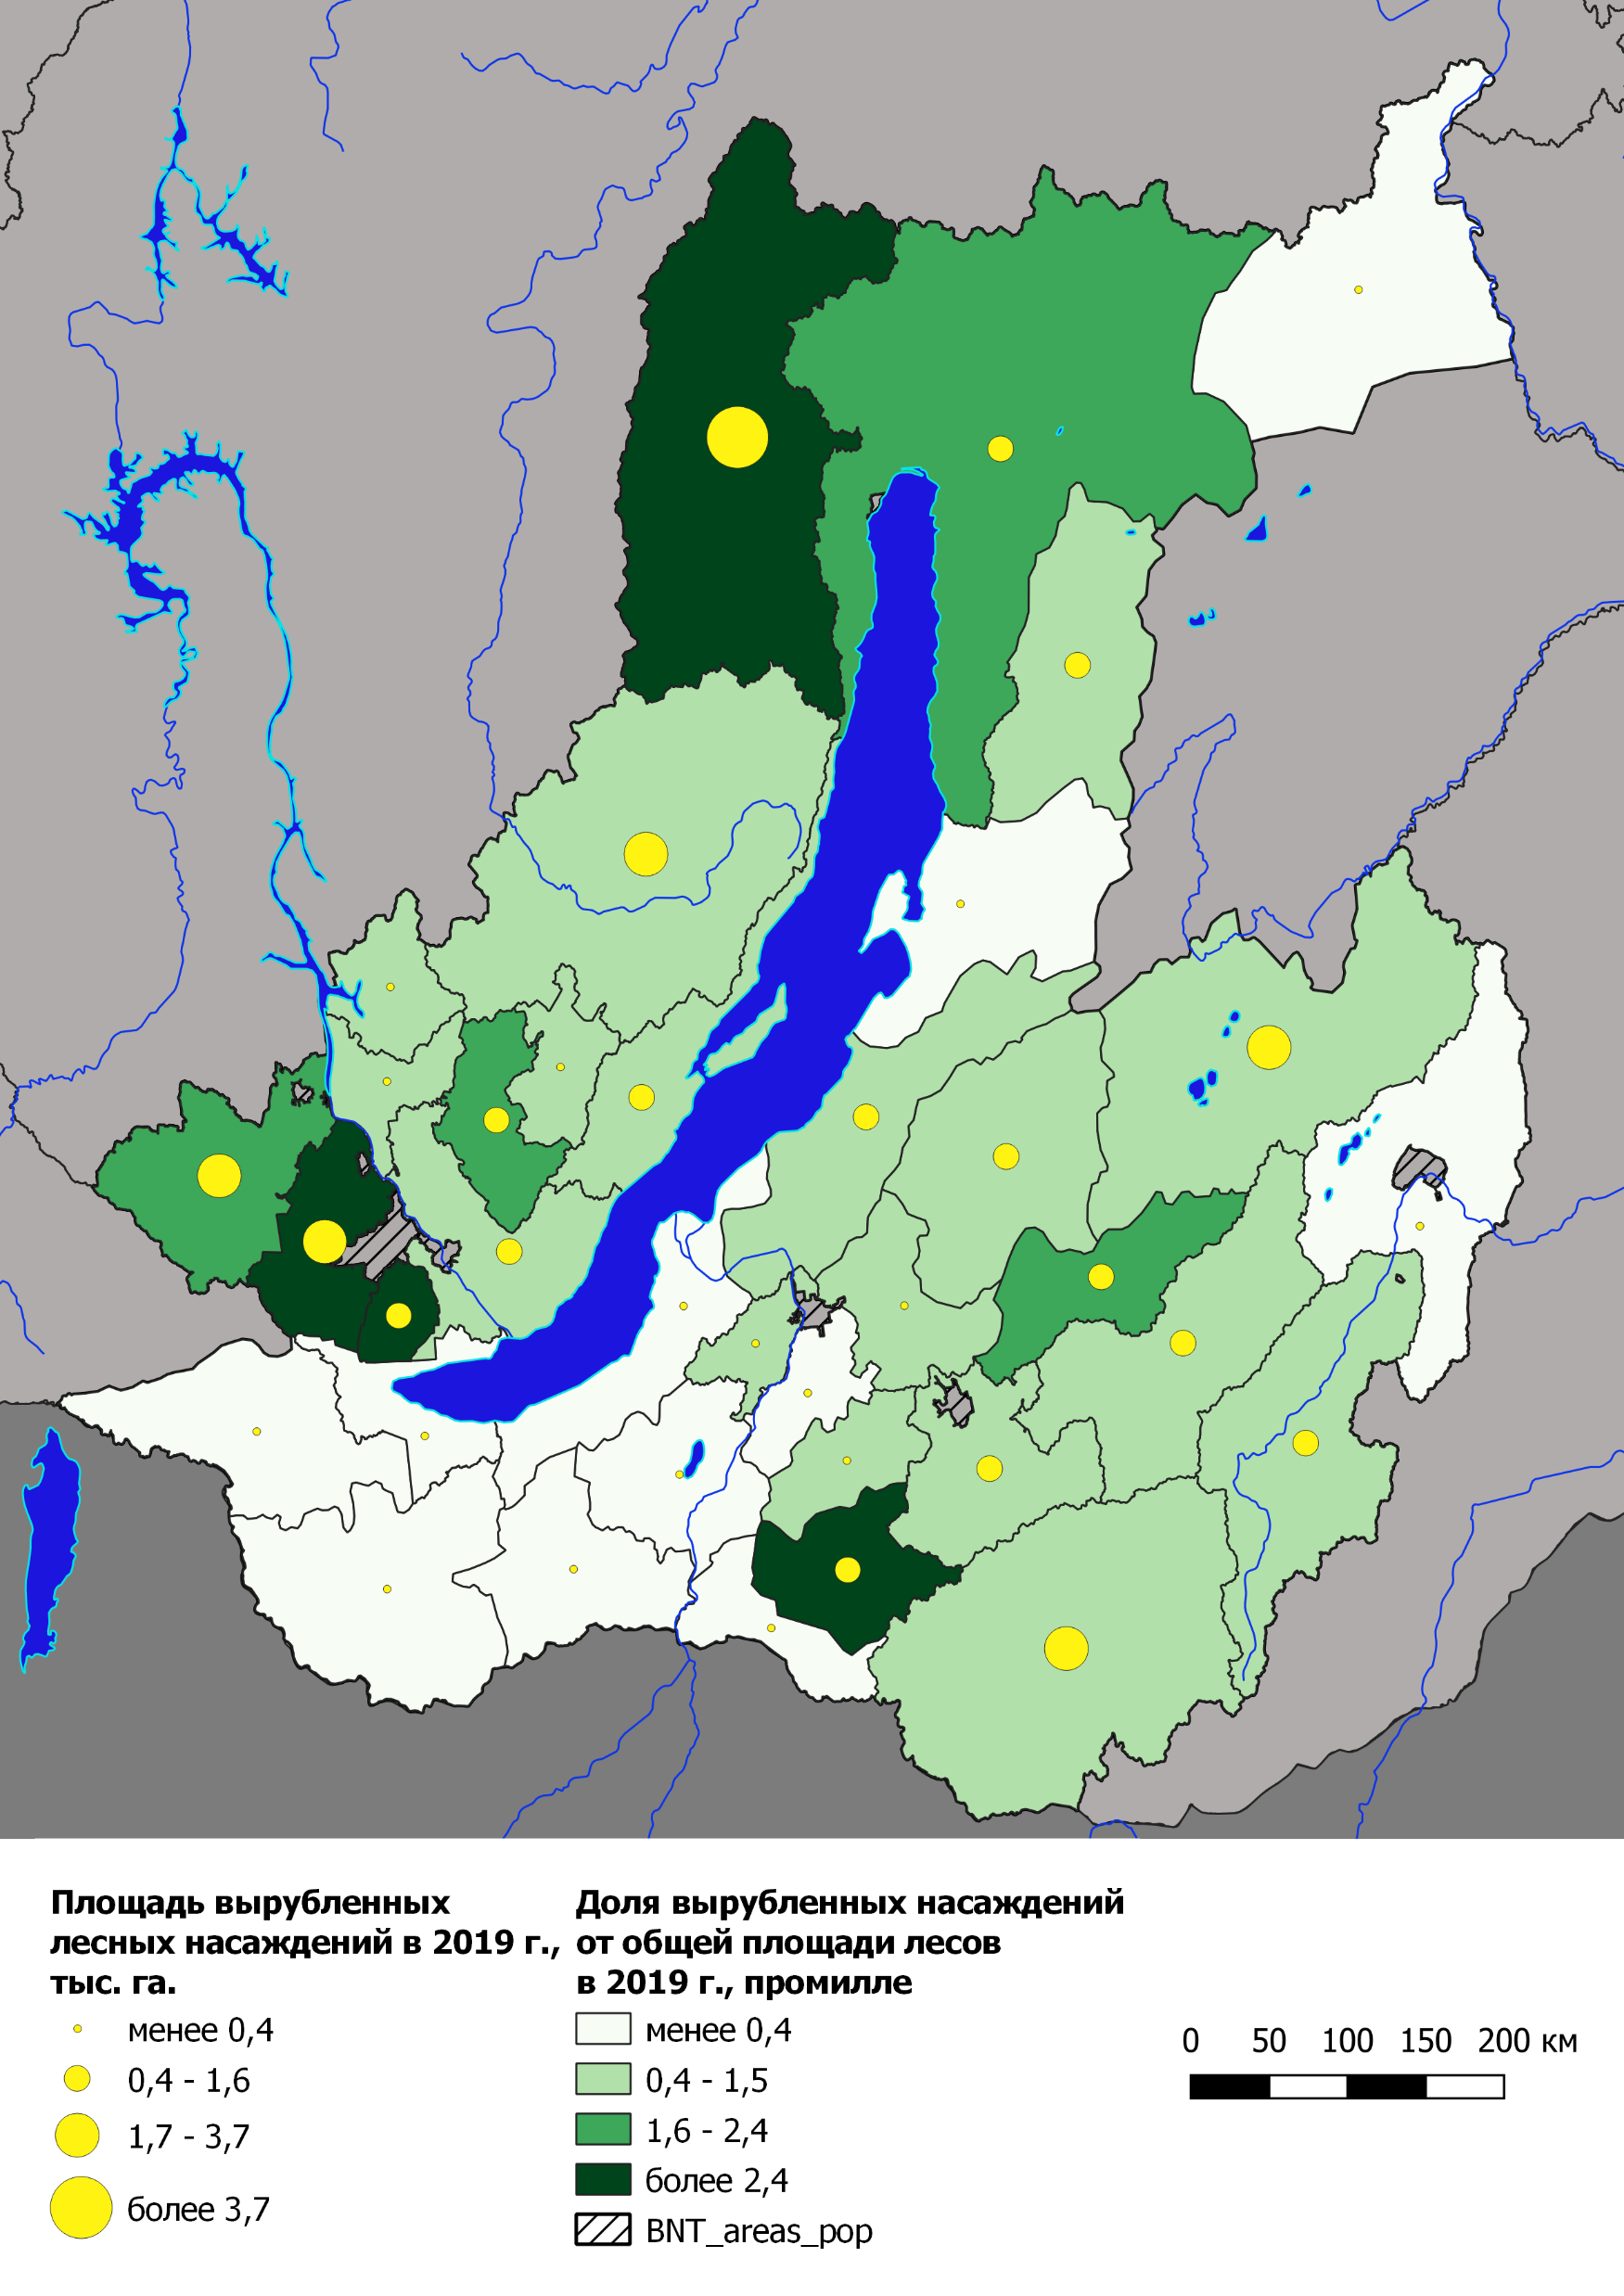 Площадь вырубленных
лесных насаждений в 2019 г.,
тыс. га.
менее 0,4
0,4 - 1,6
1,7 - 3,7
более 3,7
Доля вырубленных насаждений
от общей площади лесов
в 2019 г., промилле
менее 0,4
0,4 - 1,5
1,6 - 2,4
более 2,4
BNT_areas_pop
0 50 100 150 200 км